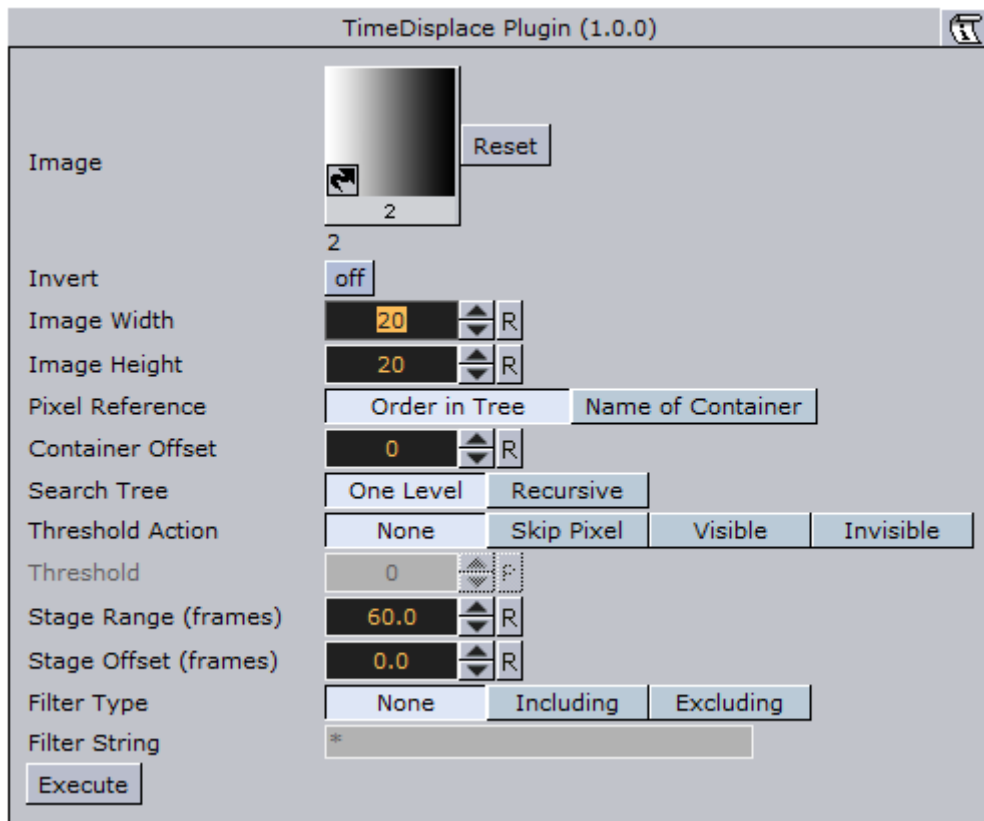 TimeDisplace Plugin (1.0.0)
Image
Reset
2
2
Invert off
Image Width 20 R
Image Height 20 R
Pixel Reference Order in Tree Name of Container
Container Offset 0 R
Search Tree One Level Recursive
Threshold Action None Skip Pixel Visible Invisible
Threshold 0 R
Stage Range (frames) 60.0 R
Stage Offset (frames) 0.0 R
Filter Type None Including Excluding
Filter String *
Execute